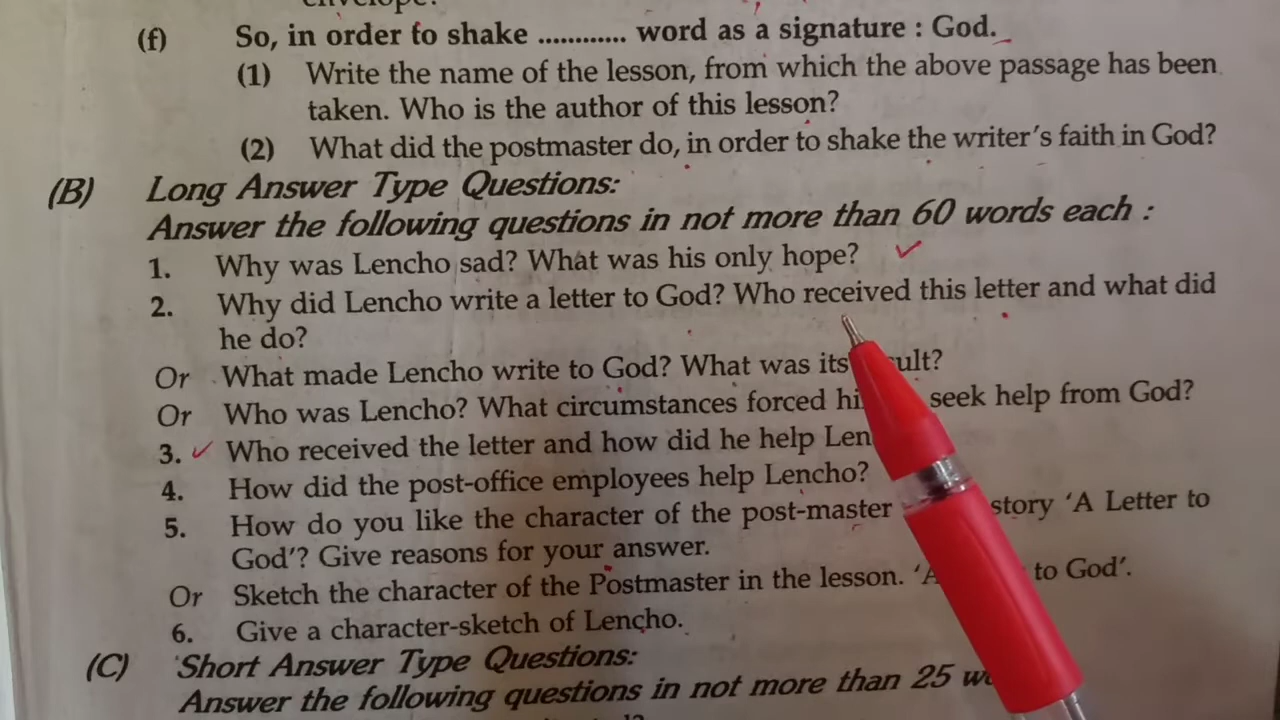 (f) So, in order to shake ............ word as a signature : God.
(1) Write the name of the lesson, from which the above passage has been
taken. Who is the author of this lesson?
(2) What did the postmaster do, in order to shake the writer's faith in God?
(B) Long Answer Type Questions:
Answer the following questions in not more than 60 words each :
1. Why was Lencho sad? What was his only hope?
2. Why did Lencho write a letter to God? Who received this letter and what did
he do?
Or What made Lencho write to God? What was its
Or Who was Lencho? What circumstances forced seek help from God?
3. Who received the letter and how did he help
4. How did the post-office employees help Lencho?
5. How do you like the character of the post-master story 'A Letter to
God'? Give reasons for your answer.
Or Sketch the character of the Postmaster in the lesson. to God'.
6. Give a character-sketch of Lencho.
(C) Short Answer Type Questions:
Answer the following questions in not more than 25